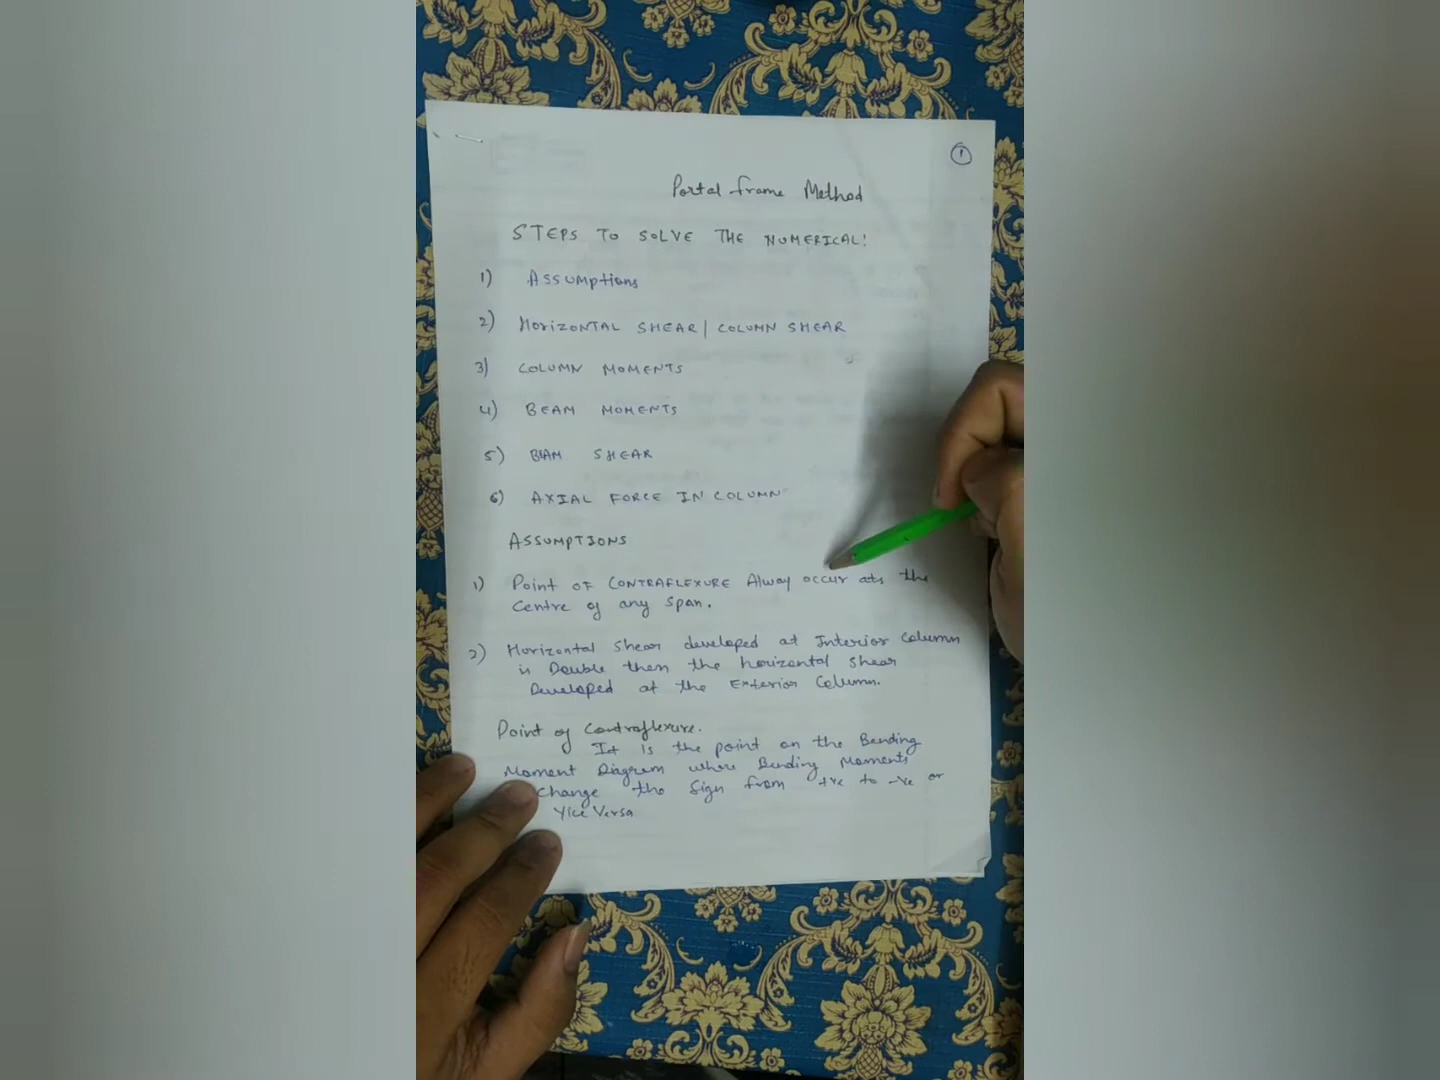 1
Portal frame Method
STEPS TO SOLVE THE NUMERICAL:
1) Assumptions
2) HORIZONTAL SHEAR | COLUMN SHEAR
3) COLUMN MOMENTS
4) BEAM MOMENTS
5) BEAM SHEAR
6) AXIAL FORCE IN COLUMN
ASSUMPTIONS
1) Point OF CONTRAFLEXURE Alway occur at the
Centre of any Span.
2) Horizontal Shear developed at Interior Column
is Double then the horizontal Shear
Developed at the Exterior Column.
Point of Contraflexure.
It is the point on the Bending
Moment Diagram where Bending Moments
change the Sign from +ve to -ve or
Vice Versa